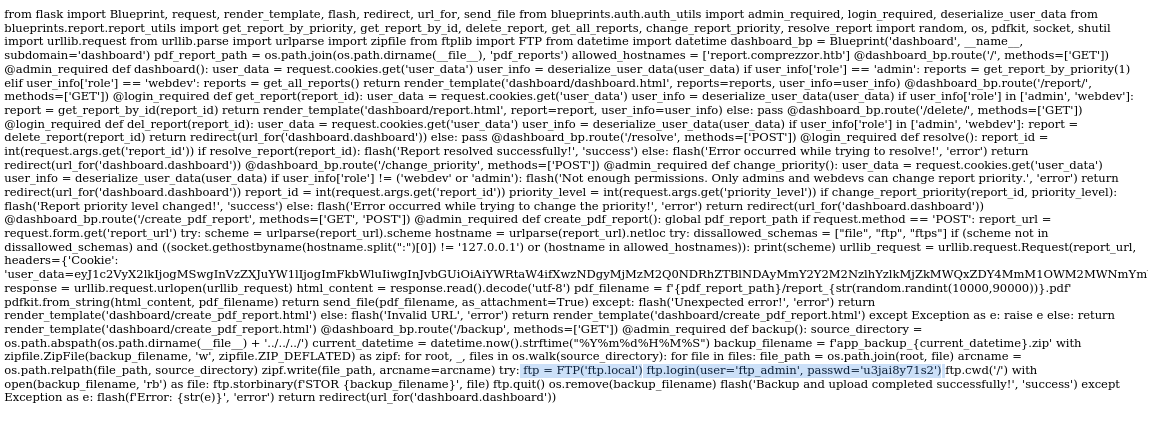 from flask import Blueprint, request, render_template, flash, redirect, url_for, send_file from blueprints.auth.auth_utils import admin_required, login_required, deserialize_user_data from
blueprints.report.report_utils import get_report_by_priority, get_report_by_id, delete_report, get_all_reports, change_report_priority, resolve_report import random, os, pdfkit, socket, shutil
import urllib.request from urllib.parse import urlparse import zipfile from ftplib import FTP from datetime import datetime dashboard_bp = Blueprint('dashboard', __name__,
subdomain='dashboard') pdf_report_path = os.path.join(os.path.dirname(__file__), 'pdf_reports') allowed_hostnames = ['report.comprezzor.htb'] @dashboard_bp.route('/', methods=['GET'])
@admin_required def dashboard(): user_data = request.cookies.get('user_data') user_info = deserialize_user_data(user_data) if user_info['role'] == 'admin': reports = get_report_by_priority(1)
elif user_info['role'] == 'webdev': reports = get_all_reports() return render_template('dashboard/dashboard.html', reports=reports, user_info=user_info) @dashboard_bp.route('/report/',
methods=['GET']) @login_required def get_report(report_id): user_data = request.cookies.get('user_data') user_info = deserialize_user_data(user_data) if user_info['role'] in ['admin', 'webdev']:
report = get_report_by_id(report_id) return render_template('dashboard/report.html', report=report, user_info=user_info) else: pass @dashboard_bp.route('/delete/', methods=['GET'])
@login_required def del_report(report_id): user_data = request.cookies.get('user_data') user_info = deserialize_user_data(user_data) if user_info['role'] in ['admin', 'webdev']: report =
delete_report(report_id) return redirect(url_for('dashboard.dashboard')) else: pass @dashboard_bp.route('/resolve', methods=['POST']) @login_required def resolve(): report_id =
int(request.args.get('report_id')) if resolve_report(report_id): flash('Report resolved successfully!', 'success') else: flash('Error occurred while trying to resolve!', 'error') return
redirect(url_for('dashboard.dashboard')) @dashboard_bp.route('/change_priority', methods=['POST']) @admin_required def change_priority(): user_data = request.cookies.get('user_data')
user_info = deserialize_user_data(user_data) if user_info['role'] != ('webdev' or 'admin'): flash('Not enough permissions. Only admins and webdevs can change report priority.', 'error') return
redirect(url_for('dashboard.dashboard')) report_id = int(request.args.get('report_id')) priority_level = int(request.args.get('priority_level')) if change_report_priority(report_id, priority_level):
flash('Report priority level changed!', 'success') else: flash('Error occurred while trying to change the priority!', 'error') return redirect(url_for('dashboard.dashboard'))
@dashboard_bp.route('/create_pdf_report', methods=['GET', 'POST']) @admin_required def create_pdf_report(): global pdf_report_path if request.method == 'POST': report_url =
request.form.get('report_url') try: scheme = urlparse(report_url).scheme hostname = urlparse(report_url).netloc try: dissallowed_schemas = ["file", "ftp", "ftps"] if (scheme not in
dissallowed_schemas) and ((socket.gethostbyname(hostname.split(":")[0]) != '127.0.0.1') or (hostname in allowed_hostnames)): print(scheme) urllib_request = urllib.request.Request(report_url,
headers={'Cookie':
'user_data=eyJ1c2VyX2lkIjogMSwgInVzZXJuYW1lIjogImFkbWluIiwgInJvbGUiOiAiYWRtaW4ifXwzNDgyMjMzM2Q0NDRhZTBlNDAyMmY2Y2M2NzlhYzlkMjZkMWQxZDY4MmM1OWM2MWNmYm
response = urllib.request.urlopen(urllib_request) html_content = response.read().decode('utf-8') pdf_filename = f'{pdf_report_path}/report_{str(random.randint(10000,90000))}.pdf'
pdfkit.from_string(html_content, pdf_filename) return send_file(pdf_filename, as_attachment=True) except: flash('Unexpected error!', 'error') return
render_template('dashboard/create_pdf_report.html') else: flash('Invalid URL', 'error') return render_template('dashboard/create_pdf_report.html') except Exception as e: raise e else: return
render_template('dashboard/create_pdf_report.html') @dashboard_bp.route('/backup', methods=['GET']) @admin_required def backup(): source_directory =
os.path.abspath(os.path.dirname(__file__) + '../../../') current_datetime = datetime.now().strftime("%Y%m%d%H%M%S") backup_filename = f'app_backup_{current_datetime}.zip' with
zipfile.ZipFile(backup_filename, 'w', zipfile.ZIP_DEFLATED) as zipf: for root, _, files in os.walk(source_directory): for file in files: file_path = os.path.join(root, file) arcname =
os.path.relpath(file_path, source_directory) zipf.write(file_path, arcname=arcname) try: ftp = FTP('ftp.local') ftp.login(user='ftp_admin', passwd='u3jai8y71s2') ftp.cwd('/') with
open(backup_filename, 'rb') as file: ftp.storbinary(f'STOR {backup_filename}', file) ftp.quit() os.remove(backup_filename) flash('Backup and upload completed successfully!', 'success') except
Exception as e: flash(f'Error: {str(e)}', 'error') return redirect(url_for('dashboard.dashboard'))